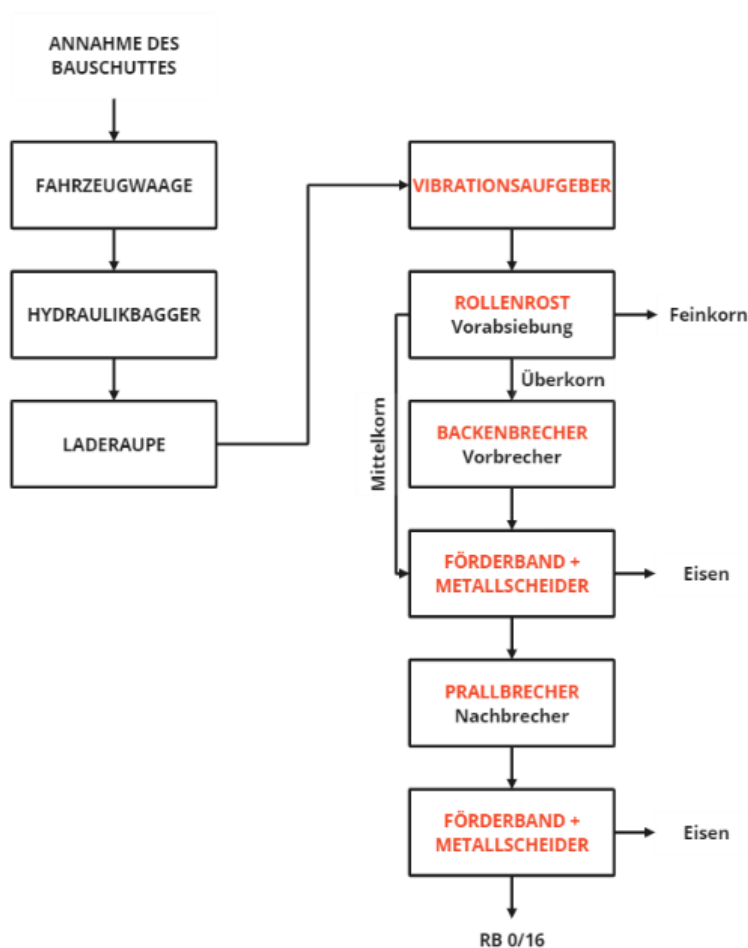 ANNAHME DES
BAUSCHUTTES
FAHRZEUGWAAGE
HYDRAULIKBAGGER
LADERAUPE
VIBRATIONSAUFGEBER
ROLLENROST
Vorabsiebung
Feinkorn
Überkorn
Mittelkorn
BACKENBRECHER
Vorbrecher
FÖRDERBAND +
METALLSCHEIDER
Eisen
PRALLBRECHER
Nachbrecher
FÖRDERBAND +
METALLSCHEIDER
Eisen
RB 0/16